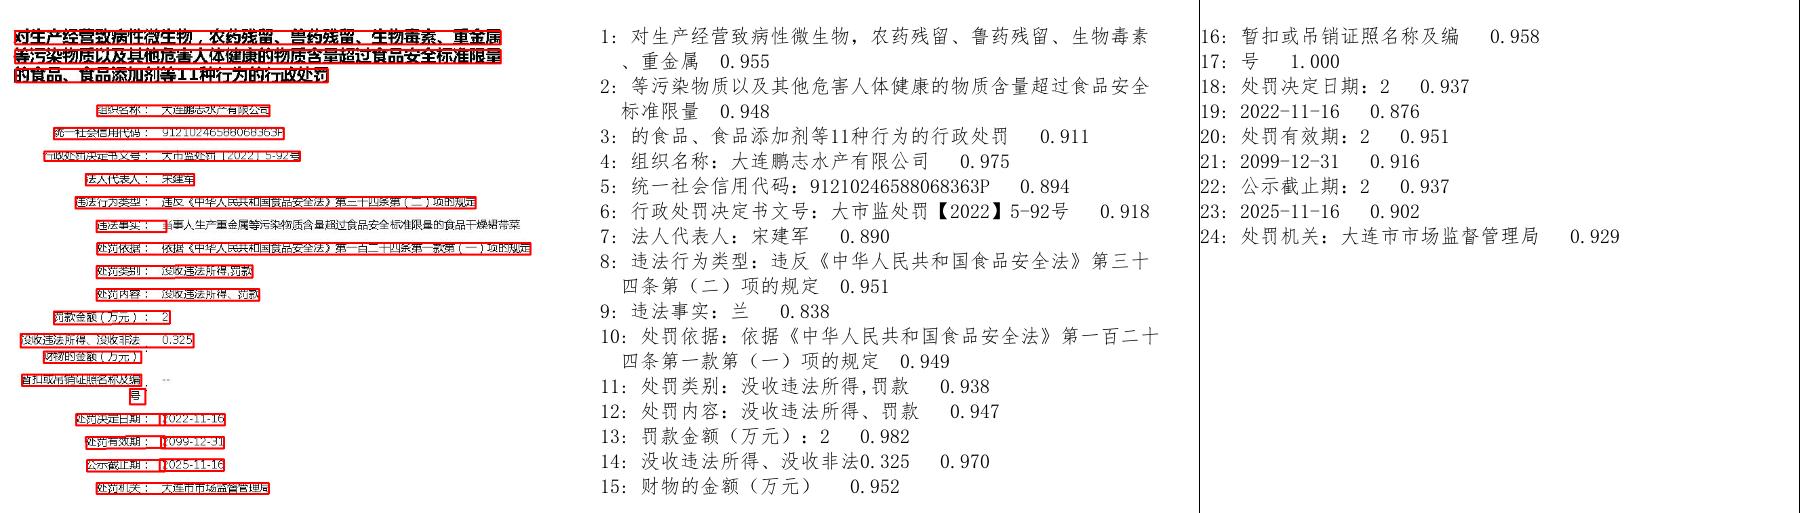 对生产经营致病性微生物，农药残留、兽药残留、生物毒素、重金属
等污染物质以及其他危害人体健康的物质含量超过食品安全标准限量
的食品、食品添加剂等11种行为的行政处罚
组织名称： 大连鹏志水产有限公司
统一社会信用代码： 91210246588068363P
行政处罚决定书文号： 大市监处罚【2022】5-92号
法人代表人： 宋建军
违法行为类型： 违反《中华人民共和国食品安全法》第三十四条第（二）项的规定
违法事实： 当事人生产重金属等污染物质含量超过食品安全标准限量的食品干燥裙带菜
处罚依据： 依据《中华人民共和国食品安全法》第一百二十四条第一款第（一）项的规定
处罚类别： 没收违法所得,罚款
处罚内容： 没收违法所得、罚款
罚款金额（万元）： 2
没收违法所得、没收非法 0.325
财物的金额（万元）：
暂扣或吊销证照名称及编 --
号：
处罚决定日期： 2022-11-16
处罚有效期： 2099-12-31
公示截止期： 2025-11-16
处罚机关： 大连市市场监督管理局
1: 对生产经营致病性微生物，农药残留、鲁药残留、生物毒素
、重金属 0.955
2: 等污染物质以及其他危害人体健康的物质含量超过食品安全
标准限量 0.948
3: 的食品、食品添加剂等11种行为的行政处罚 0.911
4: 组织名称：大连鹏志水产有限公司 0.975
5: 统一社会信用代码：91210246588068363P 0.894
6: 行政处罚决定书文号：大市监处罚【2022】5-92号 0.918
7: 法人代表人：宋建军 0.890
8: 违法行为类型：违反《中华人民共和国食品安全法》第三十
四条第（二）项的规定 0.951
9: 违法事实：兰 0.838
10: 处罚依据：依据《中华人民共和国食品安全法》第一百二十
四条第一款第（一）项的规定 0.949
11: 处罚类别：没收违法所得,罚款 0.938
12: 处罚内容：没收违法所得、罚款 0.947
13: 罚款金额（万元）：2 0.982
14: 没收违法所得、没收非法0.325 0.970
15: 财物的金额（万元） 0.952
16: 暂扣或吊销证照名称及编 0.958
17: 号 1.000
18: 处罚决定日期：2 0.937
19: 2022-11-16 0.876
20: 处罚有效期：2 0.951
21: 2099-12-31 0.916
22: 公示截止期：2 0.937
23: 2025-11-16 0.902
24: 处罚机关：大连市市场监督管理局 0.929